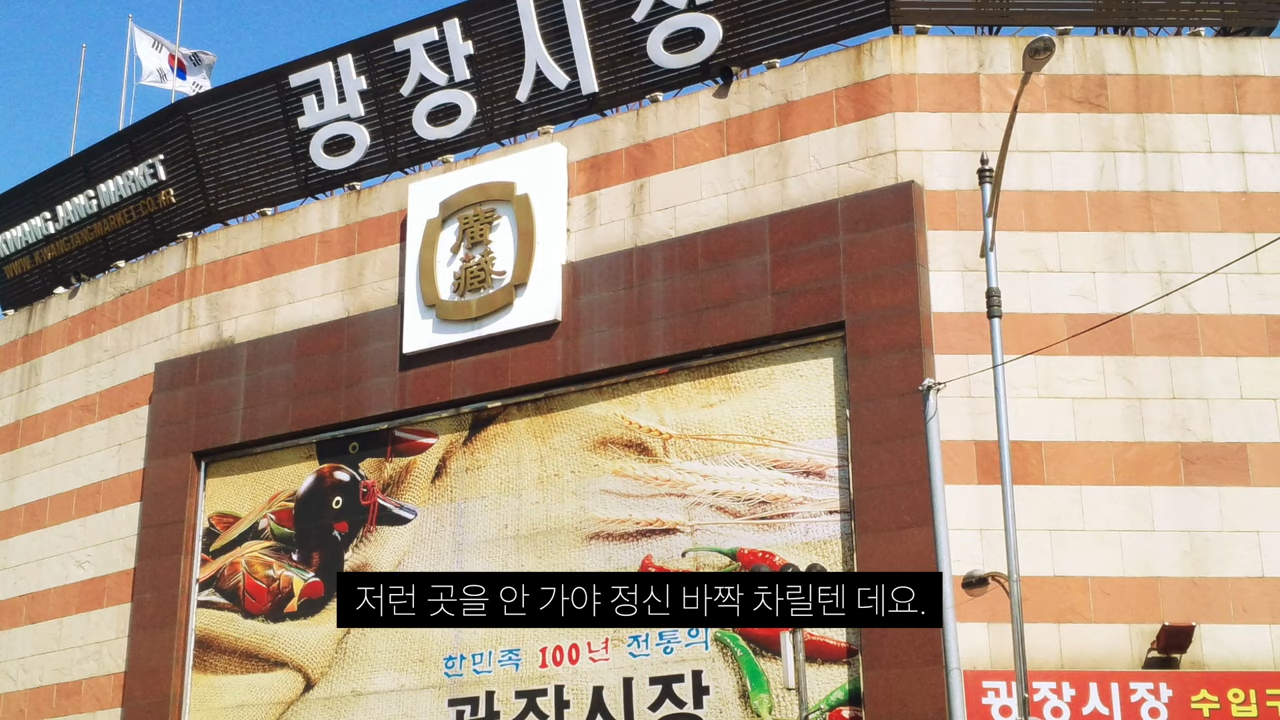 광장시장
KWANG JANG MARKET
WWW.KWANGJANGMARKET.CO.KR
廣
藏
저런 곳을 안 가야 정신 바짝 차릴텐 데요.
한민족 100년 전통의
광장시장
광장시장 수입구